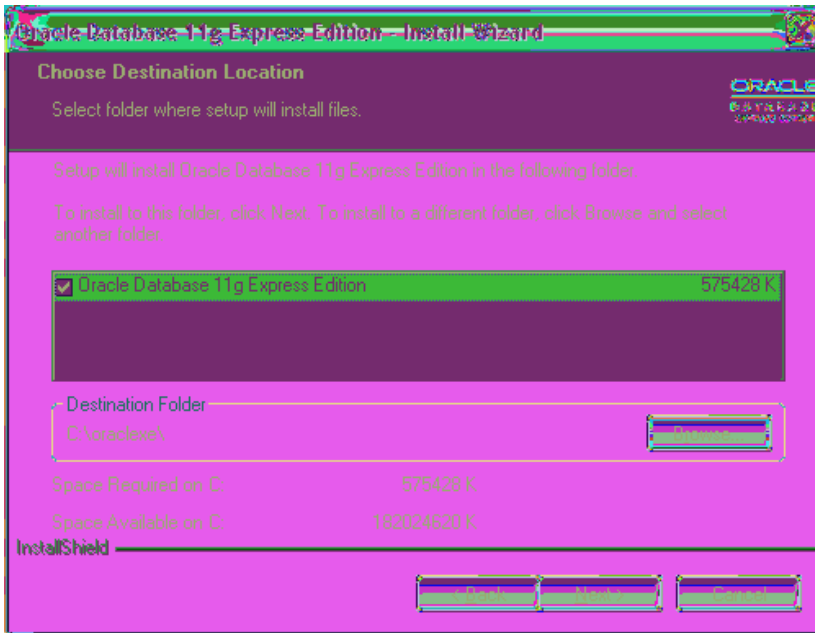 Oracle Database 11g Express Edition - Install Wizard
Choose Destination Location
Select folder where setup will install files.
ORACLE
Setup will install Oracle Database 11g Express Edition in the following folder.
To install to this folder, click Next. To install to a different folder, click Browse and select
another folder.
Oracle Database 11g Express Edition 575428 K
Destination Folder
C:\oraclexe\
Browse...
Space Required on C: 575428 K
Space Available on C:
InstallShield
< Back Next > Cancel